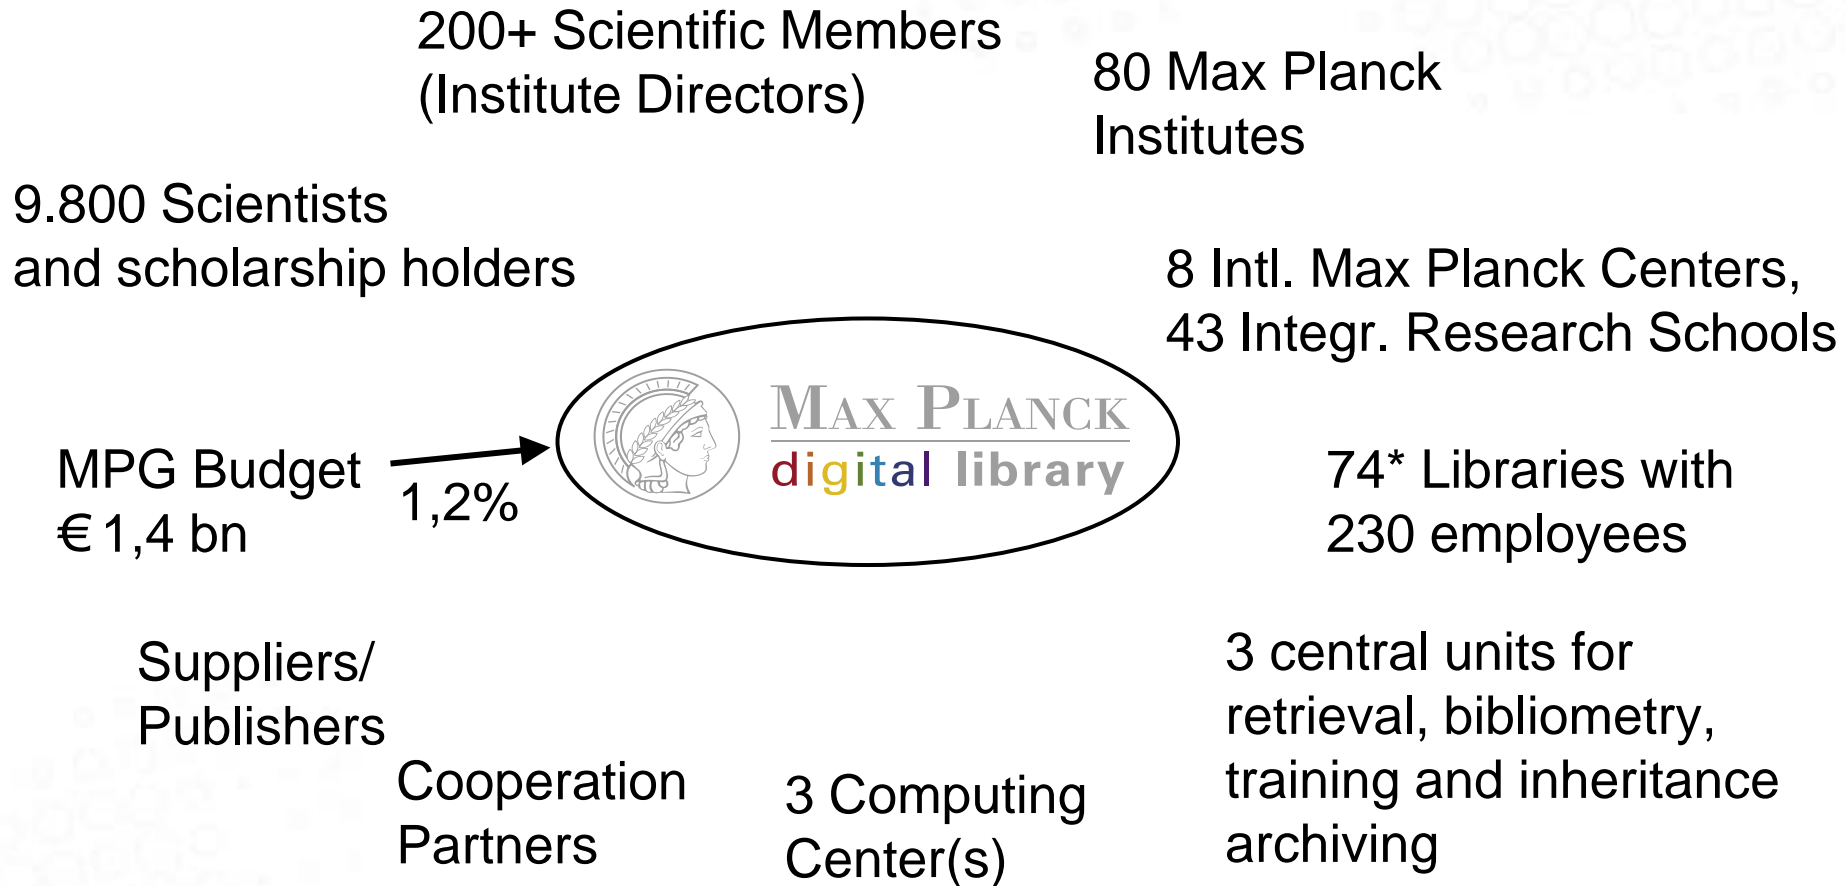 200+ Scientific Members
(Institute Directors)
80 Max Planck
Institutes
9.800 Scientists
and scholarship holders
8 Intl. Max Planck Centers,
43 Integr. Research Schools
MAX PLANCK
digital library
MPG Budget
€ 1,4 bn
1,2%
74* Libraries with
230 employees
Suppliers/
Publishers
3 central units for
retrieval, bibliometry,
training and inheritance
archiving
Cooperation
Partners
3 Computing
Center(s)